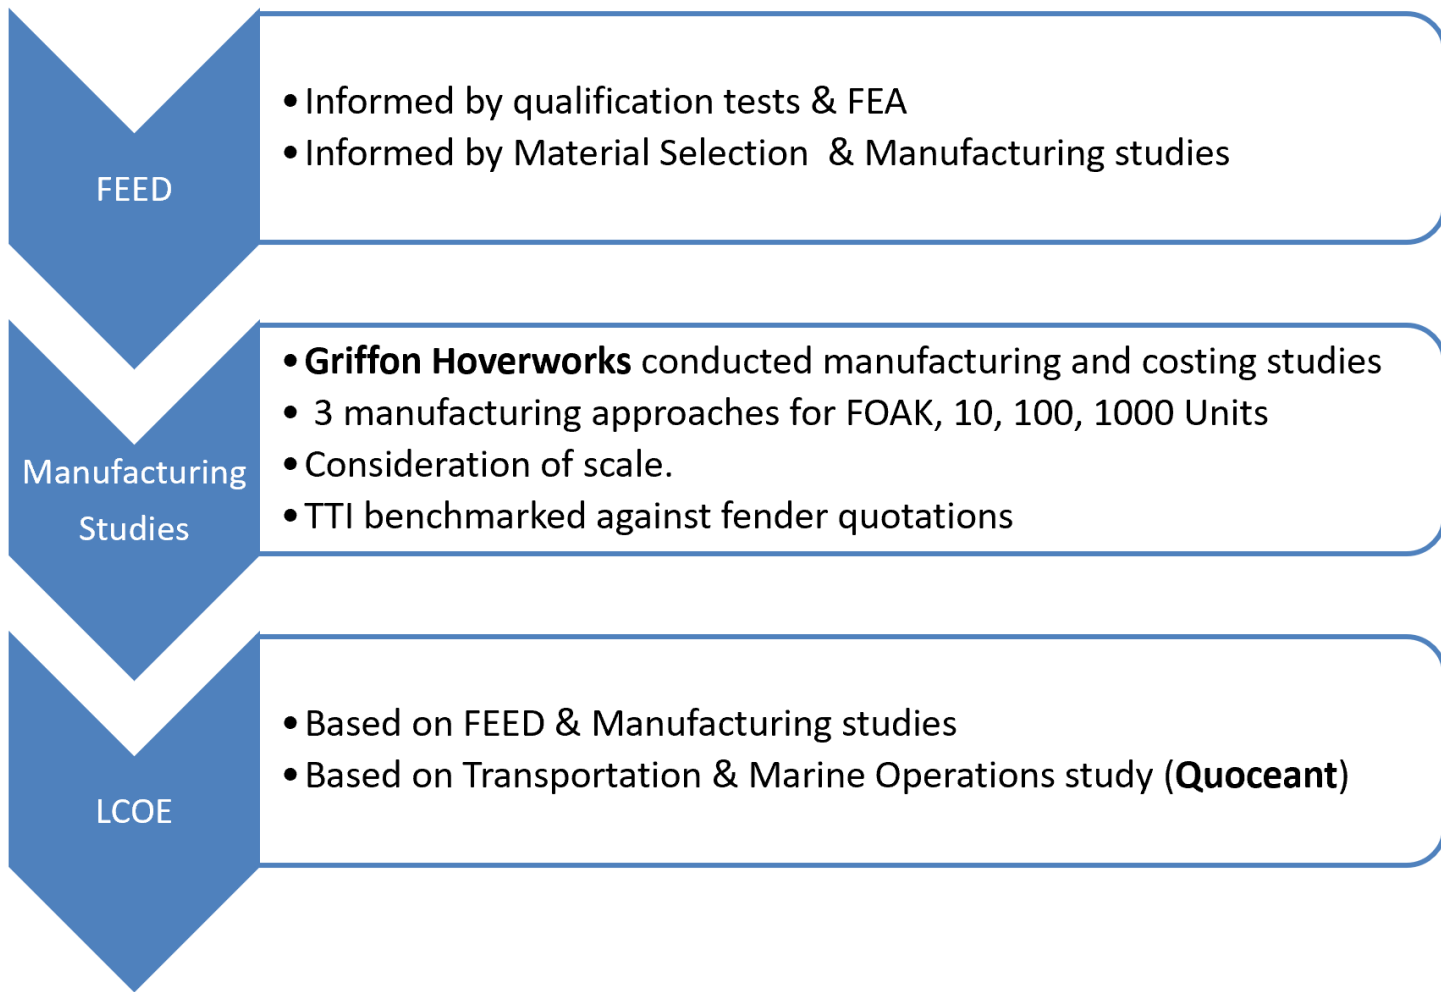 FEED
• Informed by qualification tests & FEA
• Informed by Material Selection & Manufacturing studies
Manufacturing
Studies
• Griffon Hoverworks conducted manufacturing and costing studies
• 3 manufacturing approaches for FOAK, 10, 100, 1000 Units
• Consideration of scale.
• TTI benchmarked against fender quotations
LCOE
• Based on FEED & Manufacturing studies
• Based on Transportation & Marine Operations study (Quoceant)